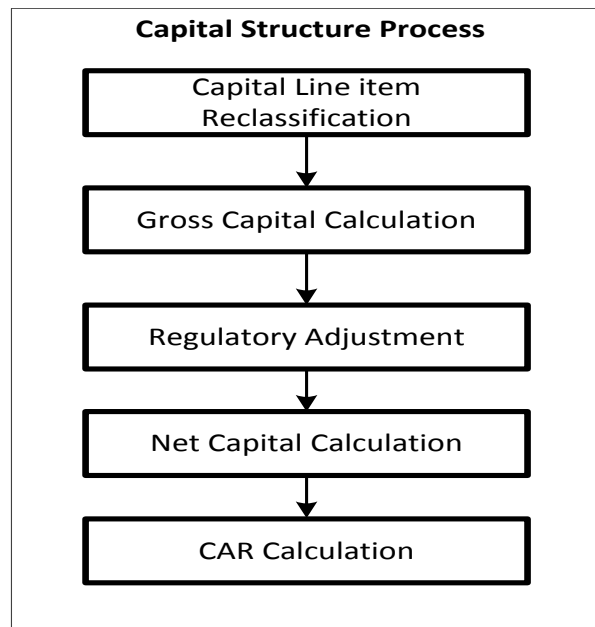 Capital Structure Process
Capital Line item
Reclassification
Gross Capital Calculation
Regulatory Adjustment
Net Capital Calculation
CAR Calculation